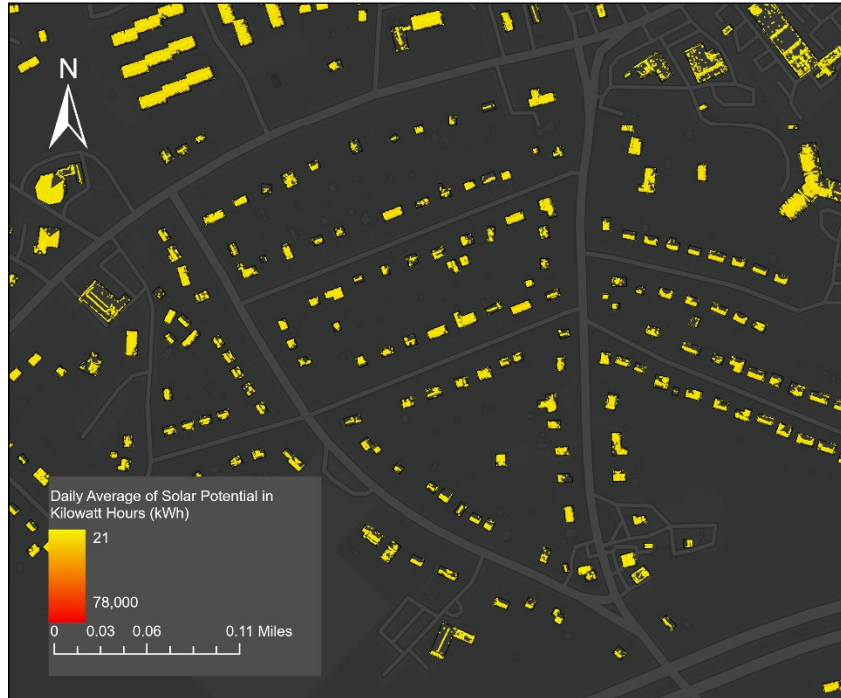 N
Daily Average of Solar Potential in
Kilowatt Hours (kWh)
21
78,000
0 0.03 0.06 0.11 Miles